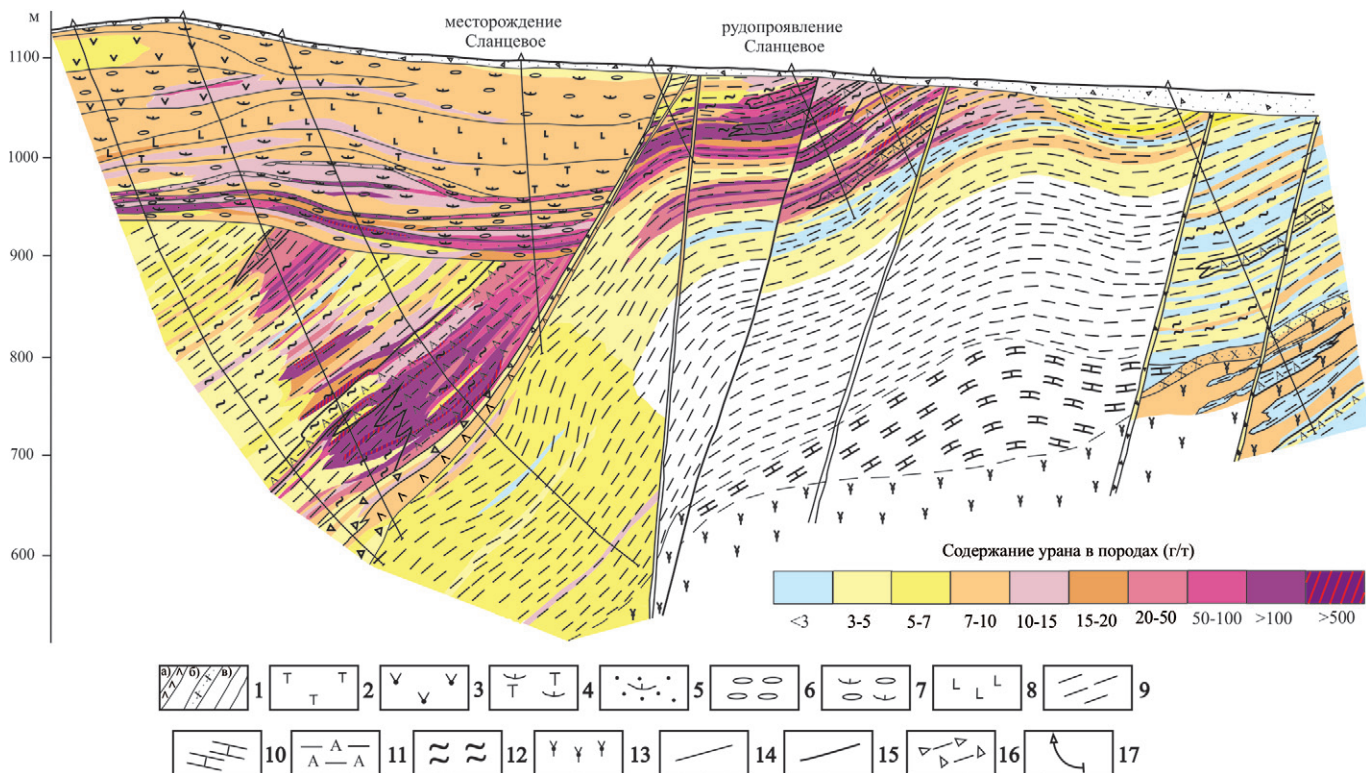 м
1100
1000
900
800
700
600
месторождение
Сланцевое
рудопроявление
Сланцевое
Содержание урана в породах (г/т)
<3 3-5 5-7 7-10 10-15 15-20 20-50 50-100 >100 >500
а) б) в) 1 2 3 4 5 6 7 8 9
10 11 12 13 14 15 16 17